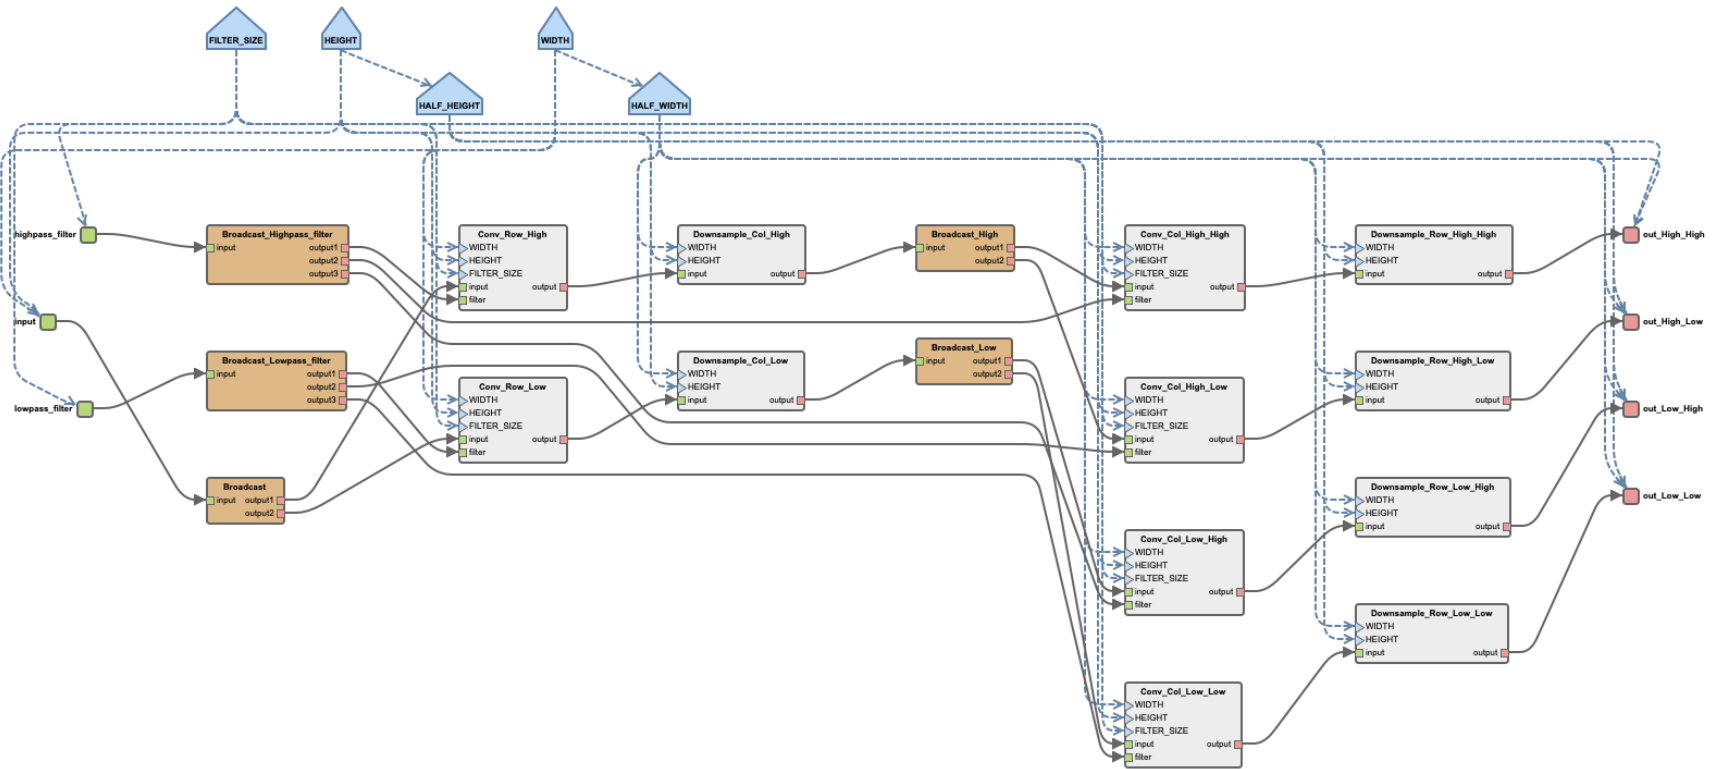 FILTER_SIZE
HEIGHT
WIDTH
HALF_HEIGHT
HALF_WIDTH
highpass_filter
input
lowpass_filter
Broadcast_Highpass_filter
input output1
output2
output3
Broadcast_Lowpass_filter
input output1
output2
output3
Broadcast
input output1
output2
Conv_Row_High
WIDTH
HEIGHT
FILTER_SIZE
input output
filter
Conv_Row_Low
WIDTH
HEIGHT
FILTER_SIZE
input output
filter
Downsample_Col_High
WIDTH
HEIGHT
input output
Downsample_Col_Low
WIDTH
HEIGHT
input output
Broadcast_High
input output1
output2
Broadcast_Low
input output1
output2
Conv_Col_High_High
WIDTH
HEIGHT
FILTER_SIZE
input output
filter
Conv_Col_High_Low
WIDTH
HEIGHT
FILTER_SIZE
input output
filter
Conv_Col_Low_High
WIDTH
HEIGHT
FILTER_SIZE
input output
filter
Conv_Col_Low_Low
WIDTH
HEIGHT
FILTER_SIZE
input output
filter
Downsample_Row_High_High
WIDTH
HEIGHT
input output
Downsample_Row_High_Low
WIDTH
HEIGHT
input output
Downsample_Row_Low_High
WIDTH
HEIGHT
input output
Downsample_Row_Low_Low
WIDTH
HEIGHT
input output
out_High_High
out_High_Low
out_Low_High
out_Low_Low